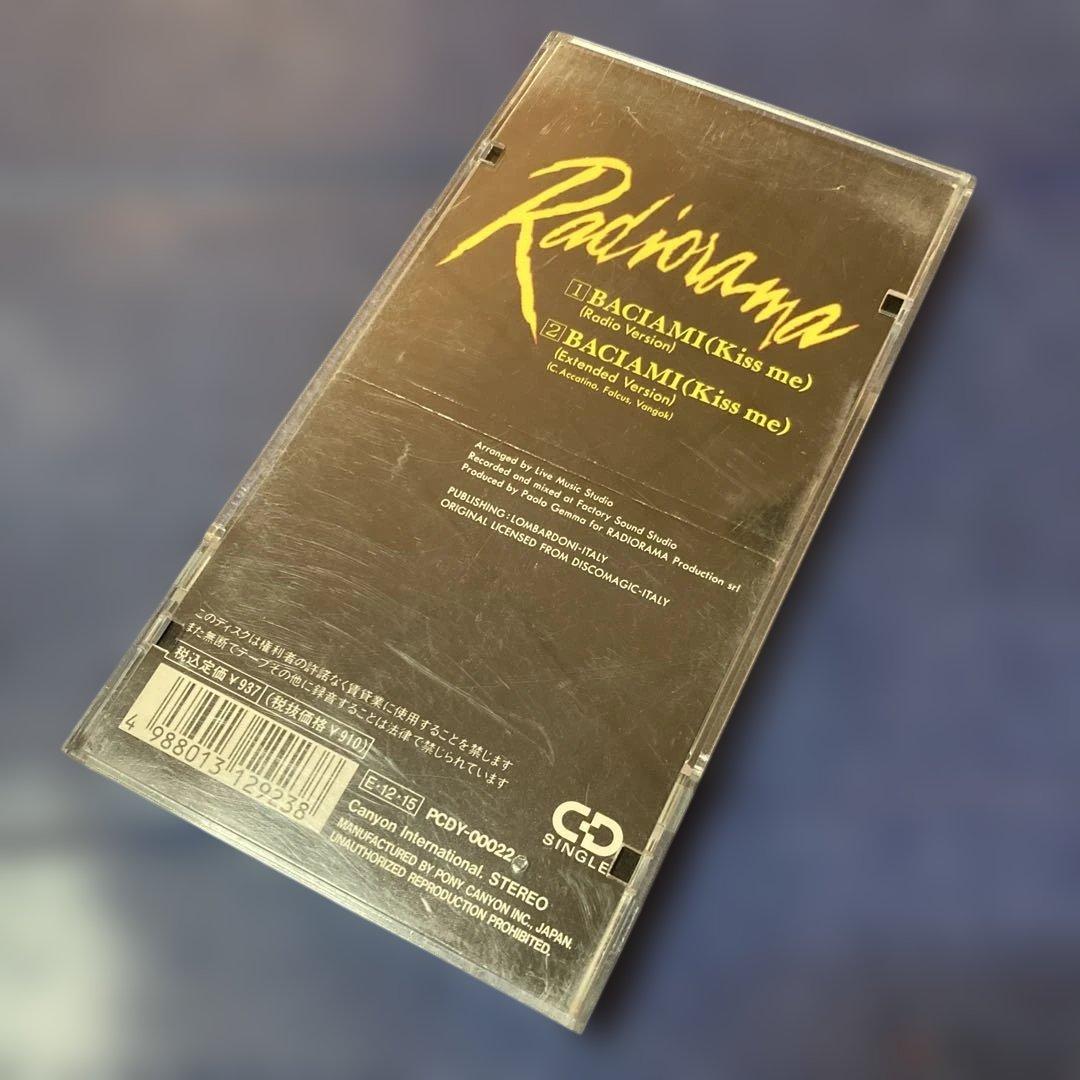 Radiorama
1 BACIAMI(Kiss me)
(Radio Version)
2 BACIAMI(Kiss me)
(Extended Version)
(C. Accatino, Falcus, Vangok)
Arranged by Live Music Studio
Recorded and mixed at Factory Sound Studio
Produced by Paolo Gemma for RADIORAMA Production srl
PUBLISHING:LOMBARDONI-ITALY
ORIGINAL LICENSED FROM DISCOMAGIC-ITALY
このディスクは権利者の許諾なく賃貸業に使用することを禁じます
また無断でテープその他に録音することは法律で禁じられています
税込定価¥937 (税抜価格¥910)
4 988013 129238
E·12·15 PCDY-00022
Canyon International. STEREO
MANUFACTURED BY PONY CANYON INC., JAPAN.
UNAUTHORIZED REPRODUCTION PROHIBITED.
CD
SINGLE